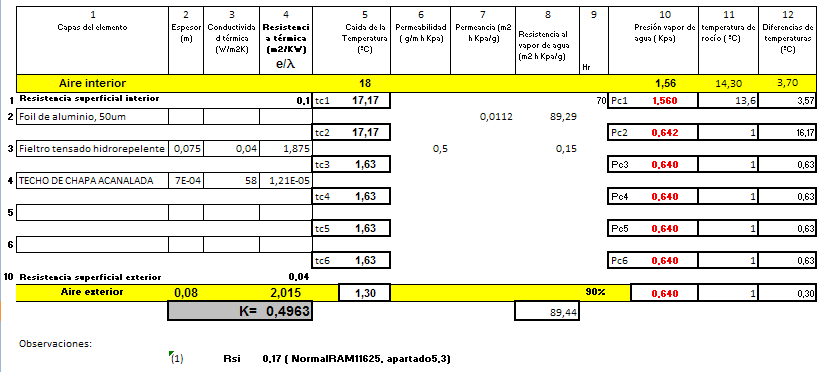 1 2 3 4 5 6 7 8 9 10 11 12
Capas del elemento Espesor (m) Conductividad térmica (W/m2K) Resistencia térmica (m2/KW) e/λ Caida de la Temperatura (ºC) Permeabilidad ( g/m h Kpa) Permeancia (m2 h Kpa/g) Resistencia al vapor de agua (m2 h Kpa/g) Hr Presión vapor de agua ( Kpa) temperatura de rocío ( ºC) Diferencias de temperaturas (ºC)
Aire interior 18 1,56 14,30 3,70
1 Resistencia superficial interior 0,1 tc1 17,17 70 Pc1 1,560 13,6 3,57
2 Foil de aluminio, 50um 0,0112 89,29
tc2 17,17 Pc2 0,642 1 16,17
3 Fieltro tensado hidrorepelente 0,075 0,04 1,875 0,5 0,15
tc3 1,63 Pc3 0,640 1 0,63
4 TECHO DE CHAPA ACANALADA 7E-04 58 1,21E-05
tc4 1,63 Pc4 0,640 1 0,63
5
tc5 1,63 Pc5 0,640 1 0,63
6
tc6 1,63 Pc6 0,640 1 0,63
10 Resistencia superficial exterior 0,04
Aire exterior 0,08 2,015 1,30 90% 0,640 1 0,30
K= 0,4963 89,44
Observaciones:
(1) Rsi 0,17 ( NormalRAM11625, apartado5,3)